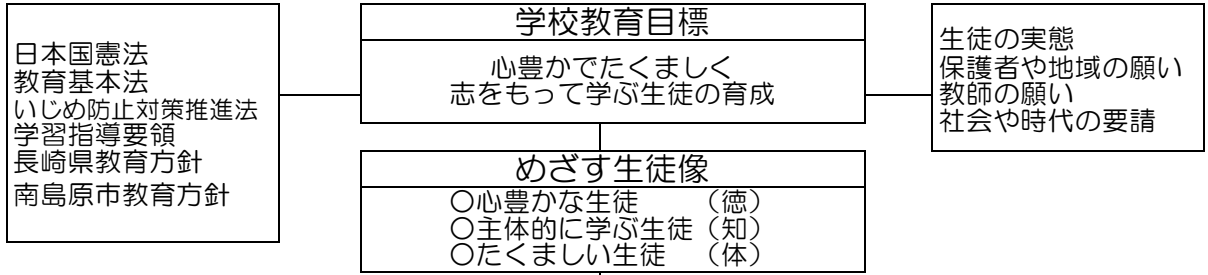 日本国憲法
教育基本法
いじめ防止対策推進法
学習指導要領
長崎県教育方針
南島原市教育方針
学校教育目標
心豊かでたくましく
志をもって学ぶ生徒の育成
めざす生徒像
○心豊かな生徒　　（徳）
○主体的に学ぶ生徒（知）
○たくましい生徒　（体）
生徒の実態
保護者や地域の願い
教師の願い
社会や時代の要請